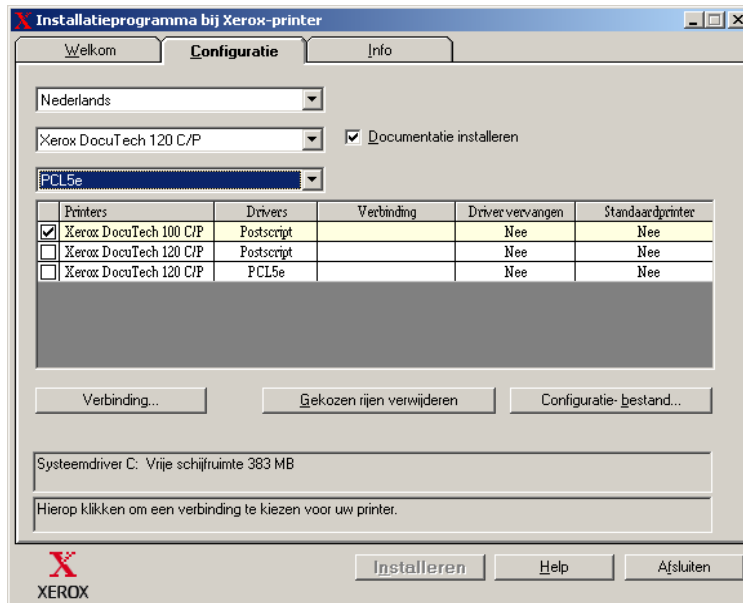 Installatieprogramma bij Xerox-printer
Welkom Configuratie Info
Nederlands
Xerox DocuTech 120 C/P Documentatie installeren
PCL5e
Printers Drivers Verbinding Driver vervangen Standaardprinter
Xerox DocuTech 100 C/P Postscript Nee Nee
Xerox DocuTech 120 C/P Postscript Nee Nee
Xerox DocuTech 120 C/P PCL5e Nee Nee
Verbinding... Gekozen rijen verwijderen Configuratie- bestand...
Systeemdriver C: Vrije schijfruimte 383 MB
Hierop klikken om een verbinding te kiezen voor uw printer.
X
XEROX
Installeren Help Afsluiten